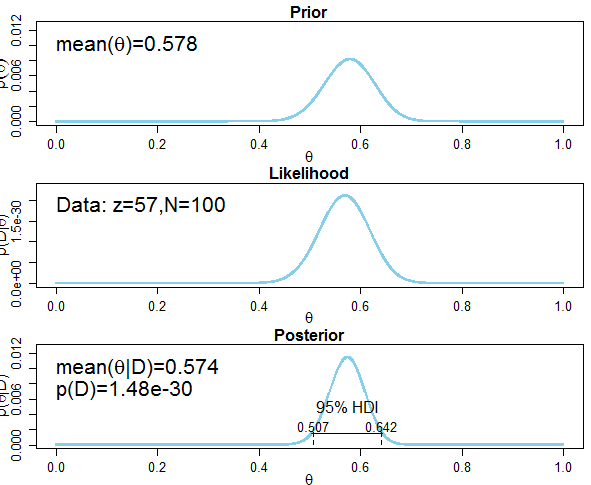 Prior
mean(θ)=0.578
p(θ)
0.000 0.006 0.012
0.0 0.2 0.4 0.6 0.8 1.0
θ
Likelihood
Data: z=57,N=100
p(D|θ)
0.0e+00 1.5e-30
0.0 0.2 0.4 0.6 0.8 1.0
θ
Posterior
mean(θ|D)=0.574
p(D)=1.48e-30
95% HDI
0.507 0.642
p(θ|D)
0.000 0.006 0.012
0.0 0.2 0.4 0.6 0.8 1.0
θ